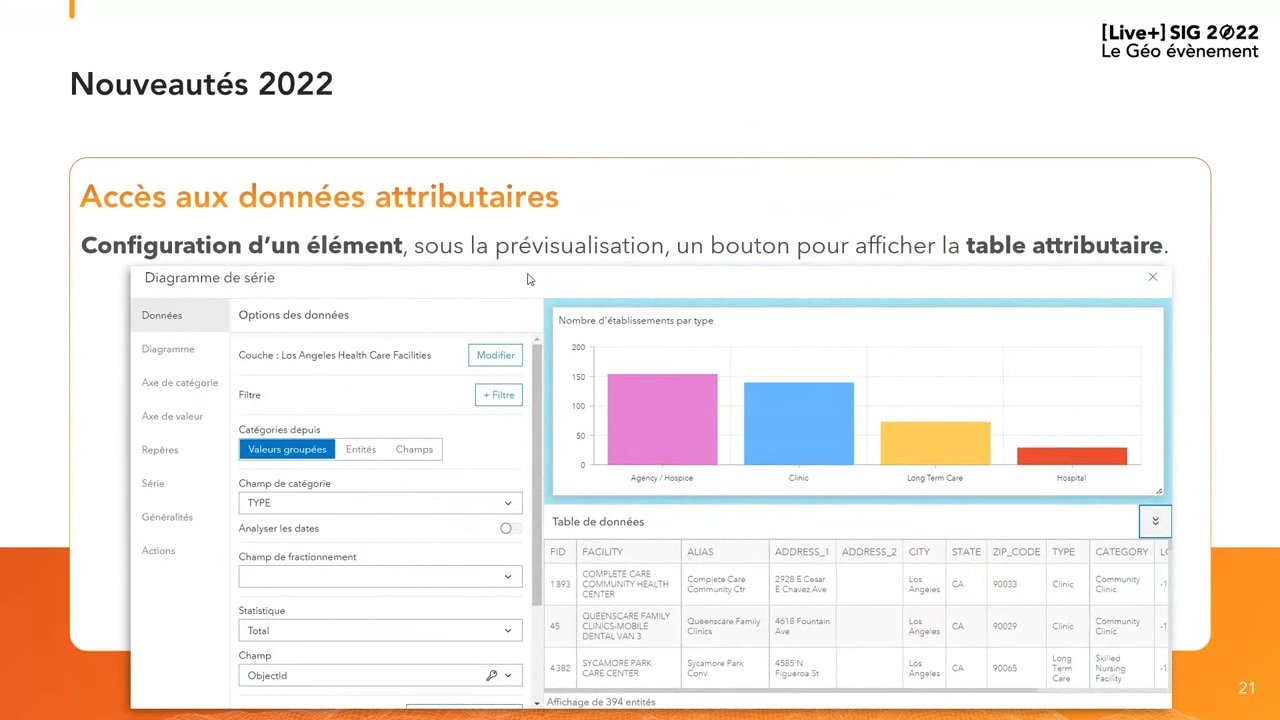 [Live+] SIG 2022
Le Géo évènement
Nouveautés 2022
Accès aux données attributaires
Configuration d’un élément, sous la prévisualisation, un bouton pour afficher la table attributaire.
Diagramme de série
Données
Diagramme
Axe de catégorie
Axe de valeur
Repères
Série
Généralités
Actions
Options des données
Couche : Los Angeles Health Care Facilities
Modifier
Filtre
+ Filtre
Catégories depuis
Valeurs groupées Entités Champs
Champ de catégorie
TYPE
Analyser les dates
Champ de fractionnement
Statistique
Total
Champ
ObjectId
Nombre d'établissements par type
200
150
100
50
0
Agency / Hospice Clinic Long Term Care Hospital
Table de données
FID FACILITY ALIAS ADDRESS_1 ADDRESS_2 CITY STATE ZIP_CODE TYPE CATEGORY
1 893 COMPLETE CARE COMMUNITY HEALTH CENTER Complete Care Community Ctr 2928 E Cesar E Chavez Ave Los Angeles CA 90033 Clinic Community Clinic -1
45 QUEENSCARE FAMILY CLINICS-MOBILE DENTAL VAN 3 Queenscare Family Clinics 4618 Fountain Ave Los Angeles CA 90029 Clinic Community Clinic -1
4 382 SYCAMORE PARK CARE CENTER Sycamore Park Conv 4585 N Figueroa St Los Angeles CA 90065 Long Term Care Skilled Nursing Facility -1
Affichage de 394 entités
21